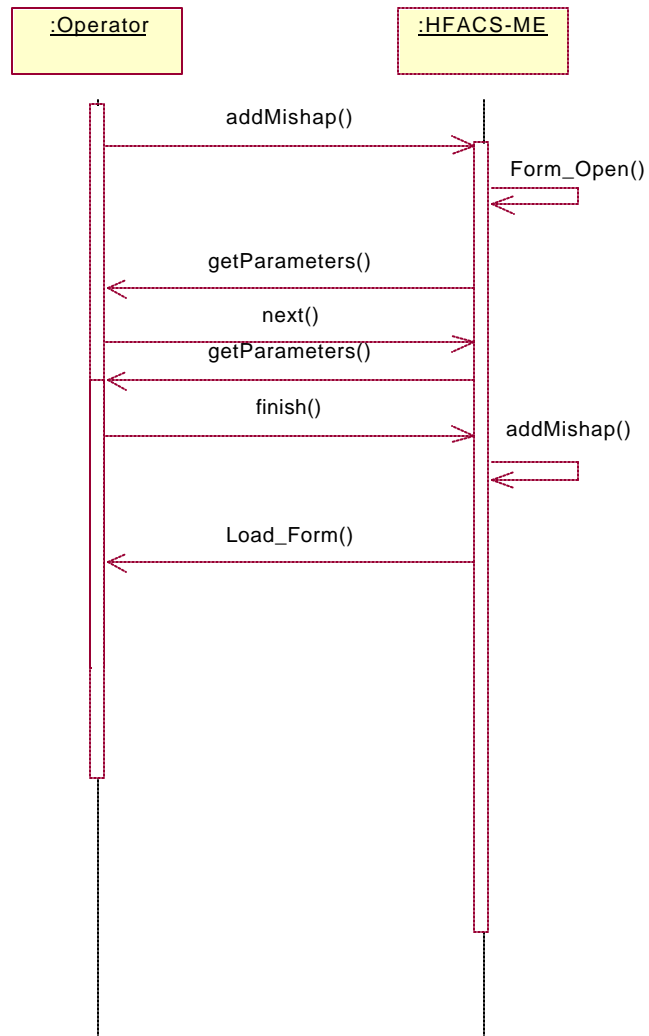 :Operator
:HFACS-ME
addMishap()
Form_Open()
getParameters()
next()
getParameters()
finish()
addMishap()
Load_Form()